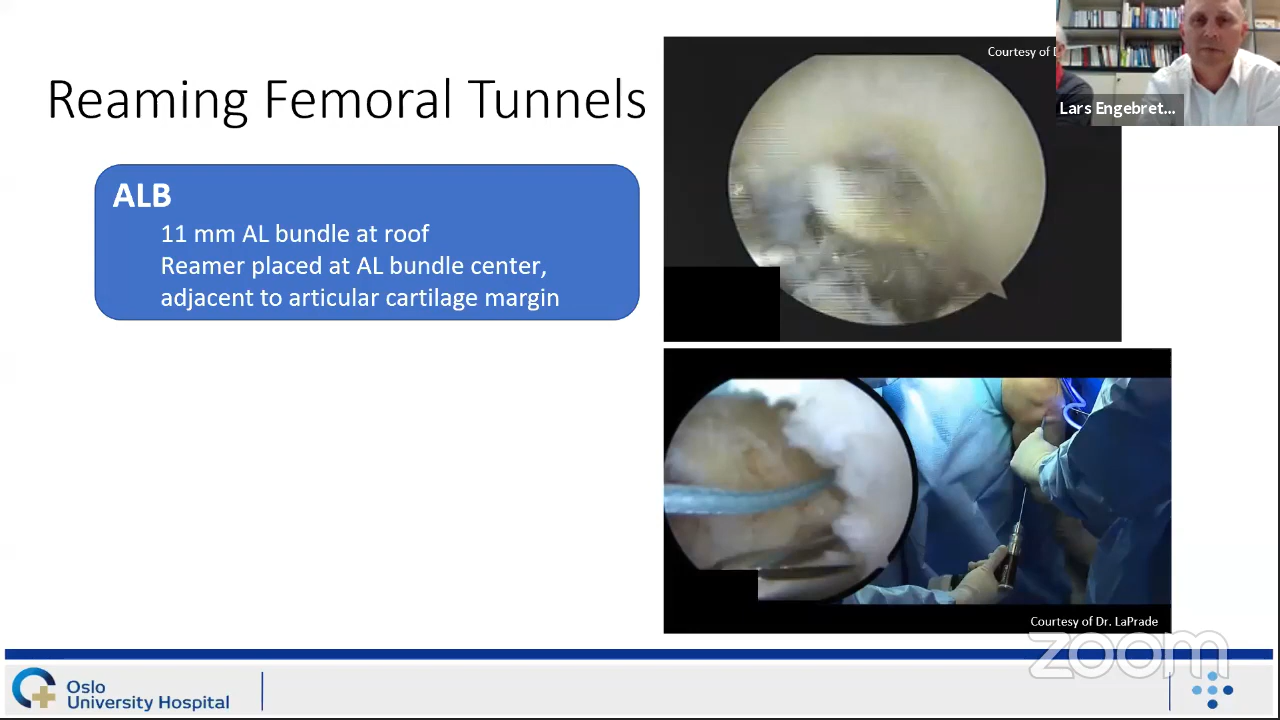 Courtesy of
Lars Engebret...
Reaming Femoral Tunnels
ALB
11 mm AL bundle at roof
Reamer placed at AL bundle center,
adjacent to articular cartilage margin
Courtesy of Dr. LaPrade
zoom
Oslo
University Hospital